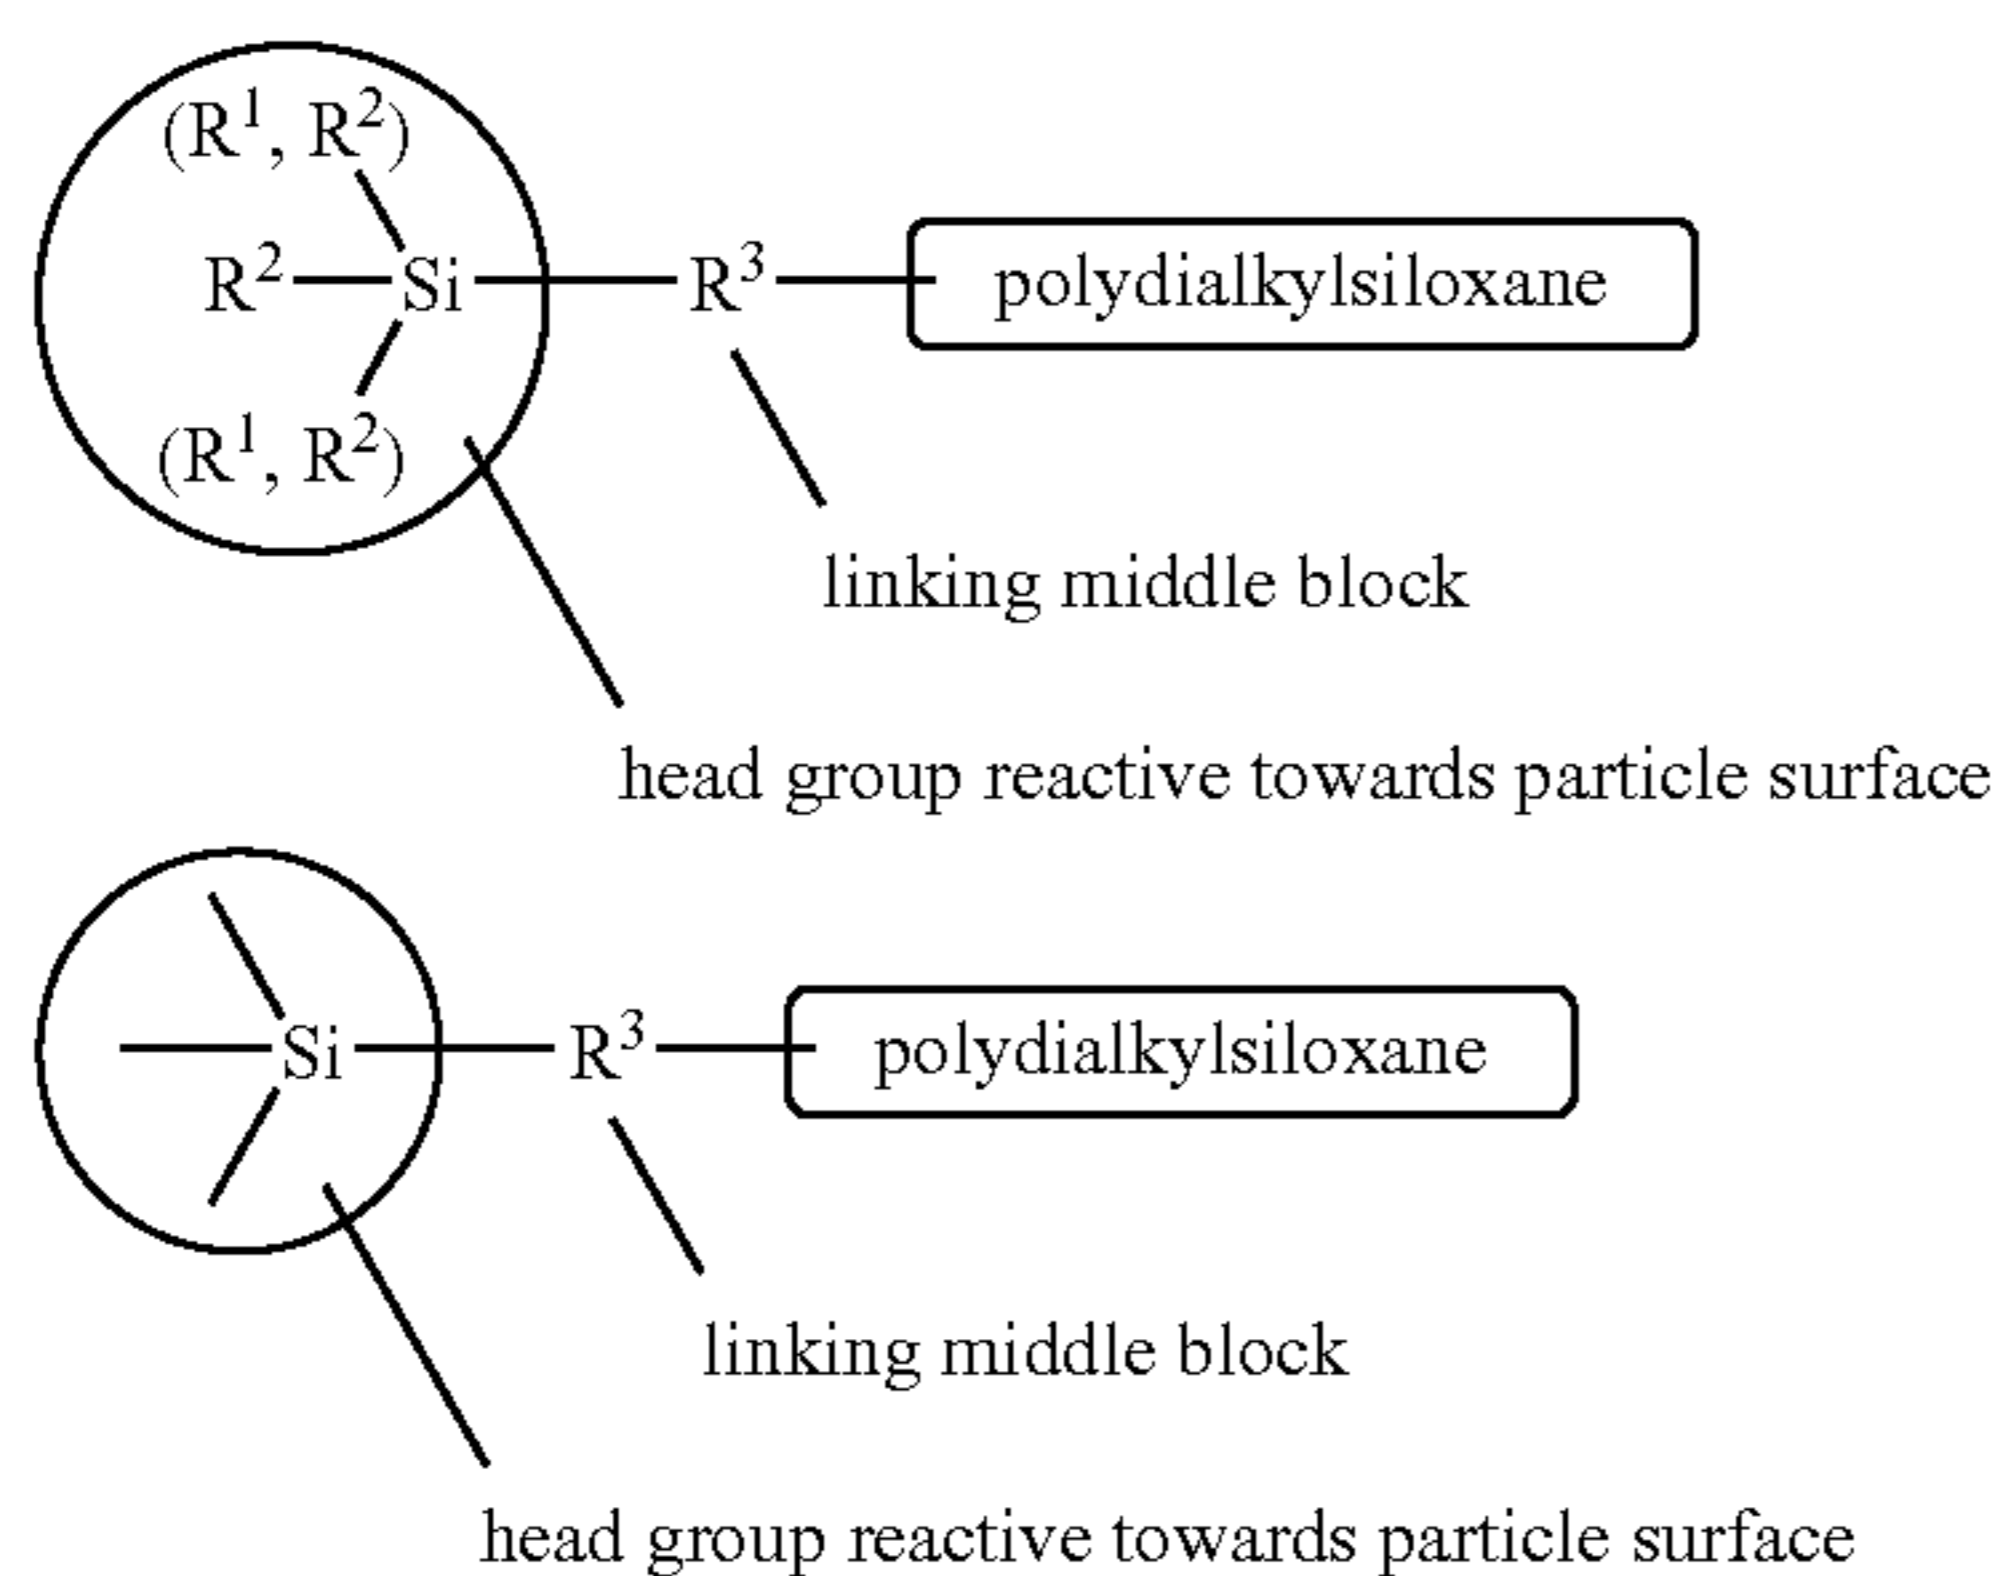 (R¹, R²)
R² Si R³ polydialkylsiloxane
(R¹, R²)
linking middle block
head group reactive towards particle surface
Si R³ polydialkylsiloxane
linking middle block
head group reactive towards particle surface